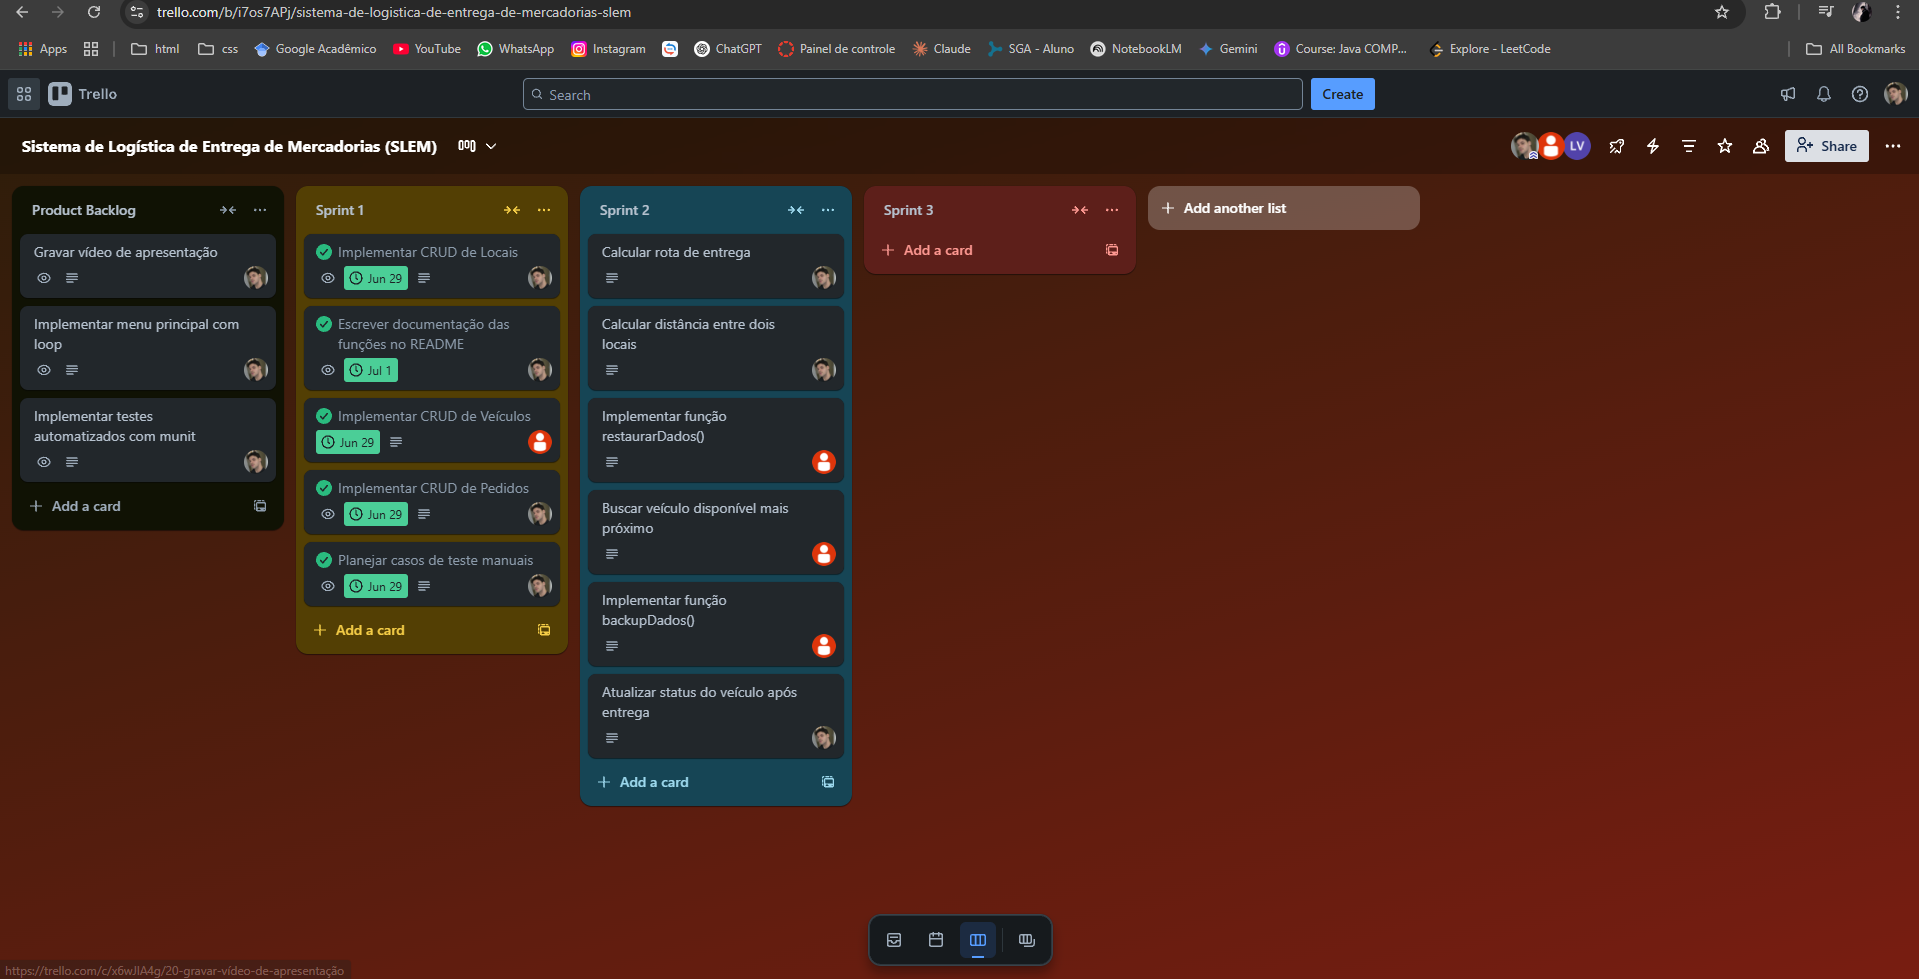 trello.com/b/i7os7APj/sistema-de-logistica-de-entrega-de-mercadorias-slem
Apps
html
css
Google Acadêmico
YouTube
WhatsApp
Instagram
ChatGPT
Painel de controle
Claude
SGA - Aluno
NotebookLM
Gemini
Course: Java COMP...
Explore - LeetCode
All Bookmarks
Trello
Search
Create
Sistema de Logística de Entrega de Mercadorias (SLEM)
LV
Share
Product Backlog
Gravar vídeo de apresentação
Implementar menu principal com
loop
Implementar testes
automatizados com munit
Add a card
Sprint 1
Implementar CRUD de Locais
Jun 29
Escrever documentação das
funções no README
Jul 1
Implementar CRUD de Veículos
Jun 29
Implementar CRUD de Pedidos
Jun 29
Planejar casos de teste manuais
Jun 29
Add a card
Sprint 2
Calcular rota de entrega
Calcular distância entre dois
locais
Implementar função
restaurarDados()
Buscar veículo disponível mais
próximo
Implementar função
backupDados()
Atualizar status do veículo após
entrega
Add a card
Sprint 3
Add a card
Add another list
https://trello.com/c/x6wJlA4g/20-gravar-vídeo-de-apresentação